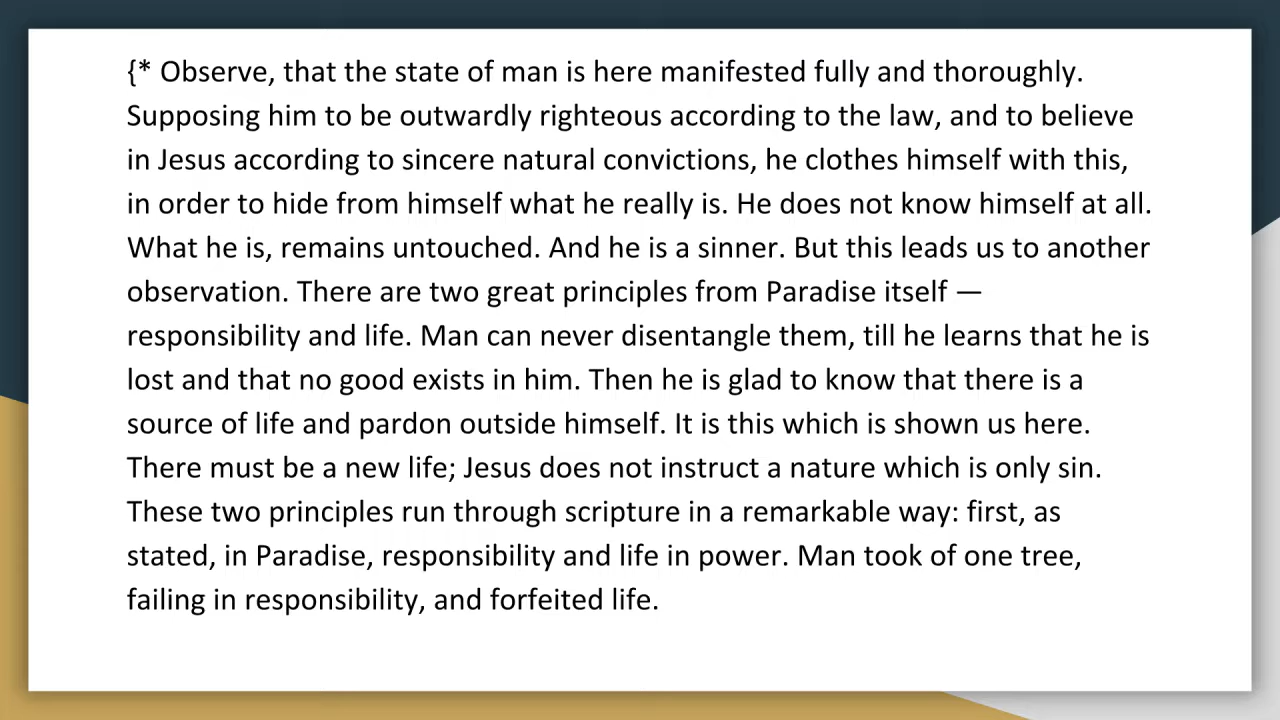 {* Observe, that the state of man is here manifested fully and thoroughly.
Supposing him to be outwardly righteous according to the law, and to believe
in Jesus according to sincere natural convictions, he clothes himself with this,
in order to hide from himself what he really is. He does not know himself at all.
What he is, remains untouched. And he is a sinner. But this leads us to another
observation. There are two great principles from Paradise itself —
responsibility and life. Man can never disentangle them, till he learns that he is
lost and that no good exists in him. Then he is glad to know that there is a
source of life and pardon outside himself. It is this which is shown us here.
There must be a new life; Jesus does not instruct a nature which is only sin.
These two principles run through scripture in a remarkable way: first, as
stated, in Paradise, responsibility and life in power. Man took of one tree,
failing in responsibility, and forfeited life.